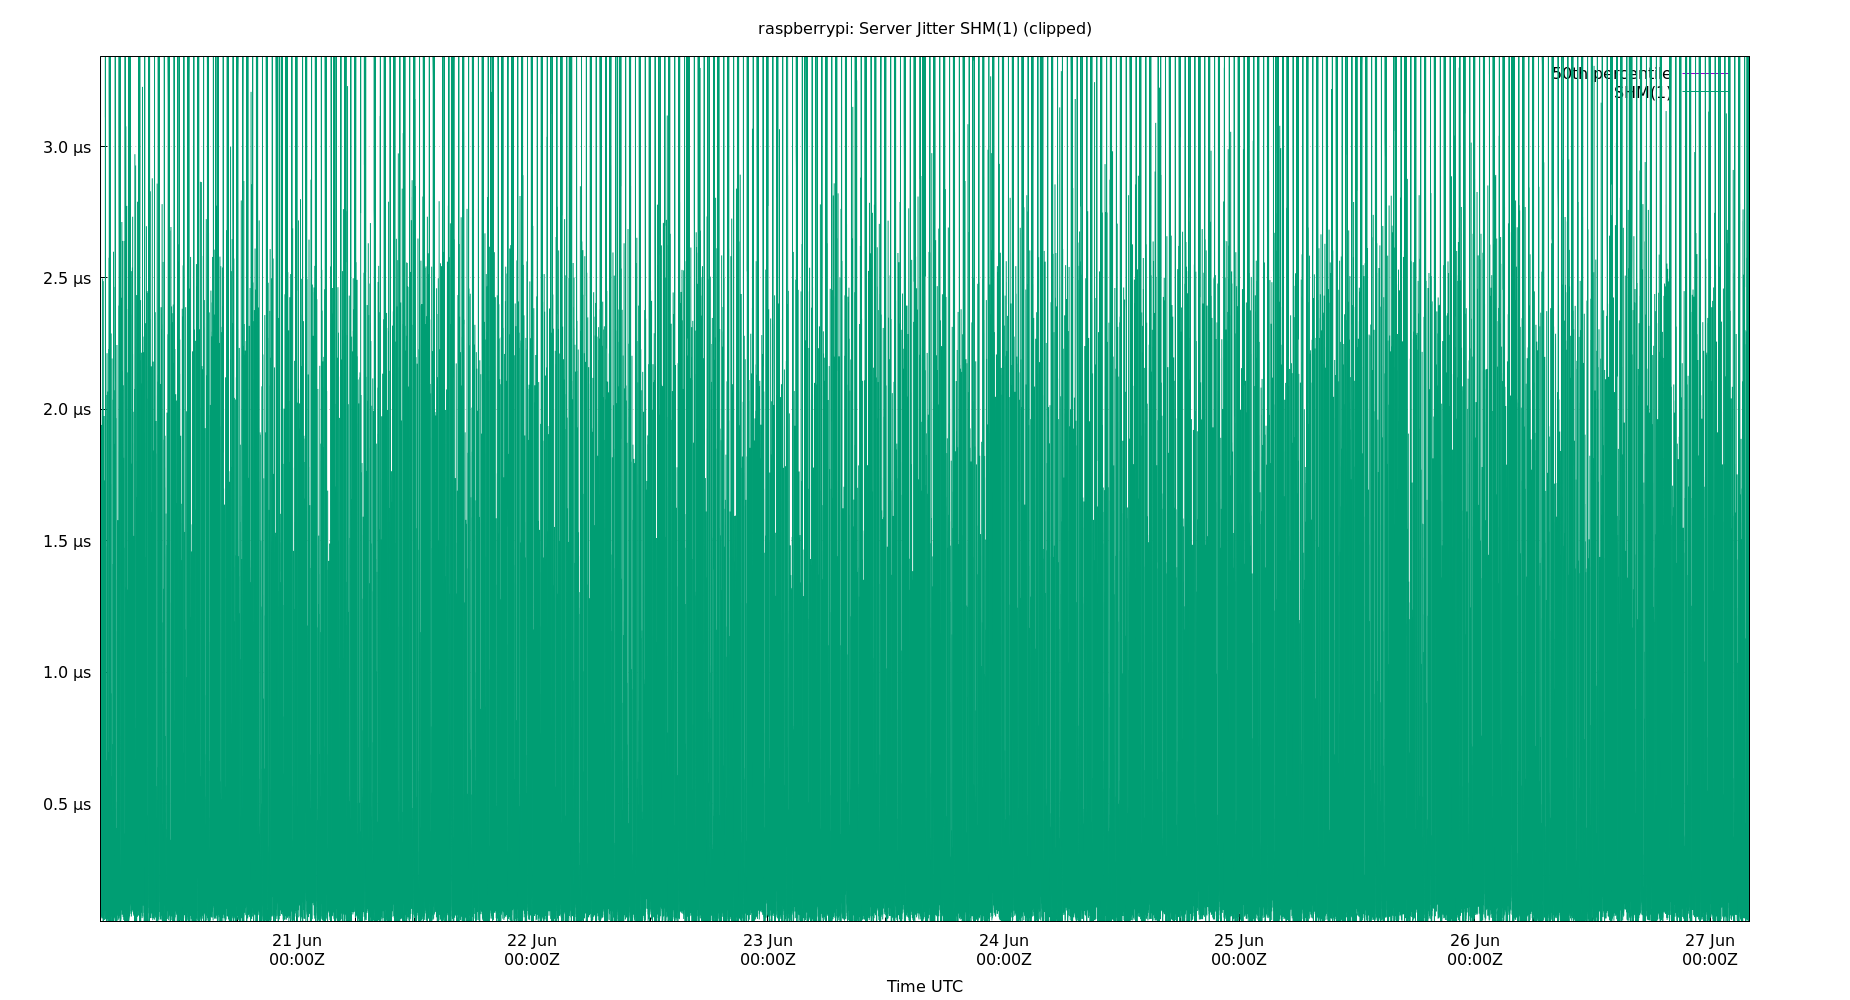 raspberrypi: Server Jitter SHM(1) (clipped)
50th percentile
SHM(1)
3.0 µs
2.5 µs
2.0 µs
1.5 µs
1.0 µs
0.5 µs
21 Jun 22 Jun 23 Jun 24 Jun 25 Jun 26 Jun 27 Jun
00:00Z 00:00Z 00:00Z 00:00Z 00:00Z 00:00Z 00:00Z
Time UTC